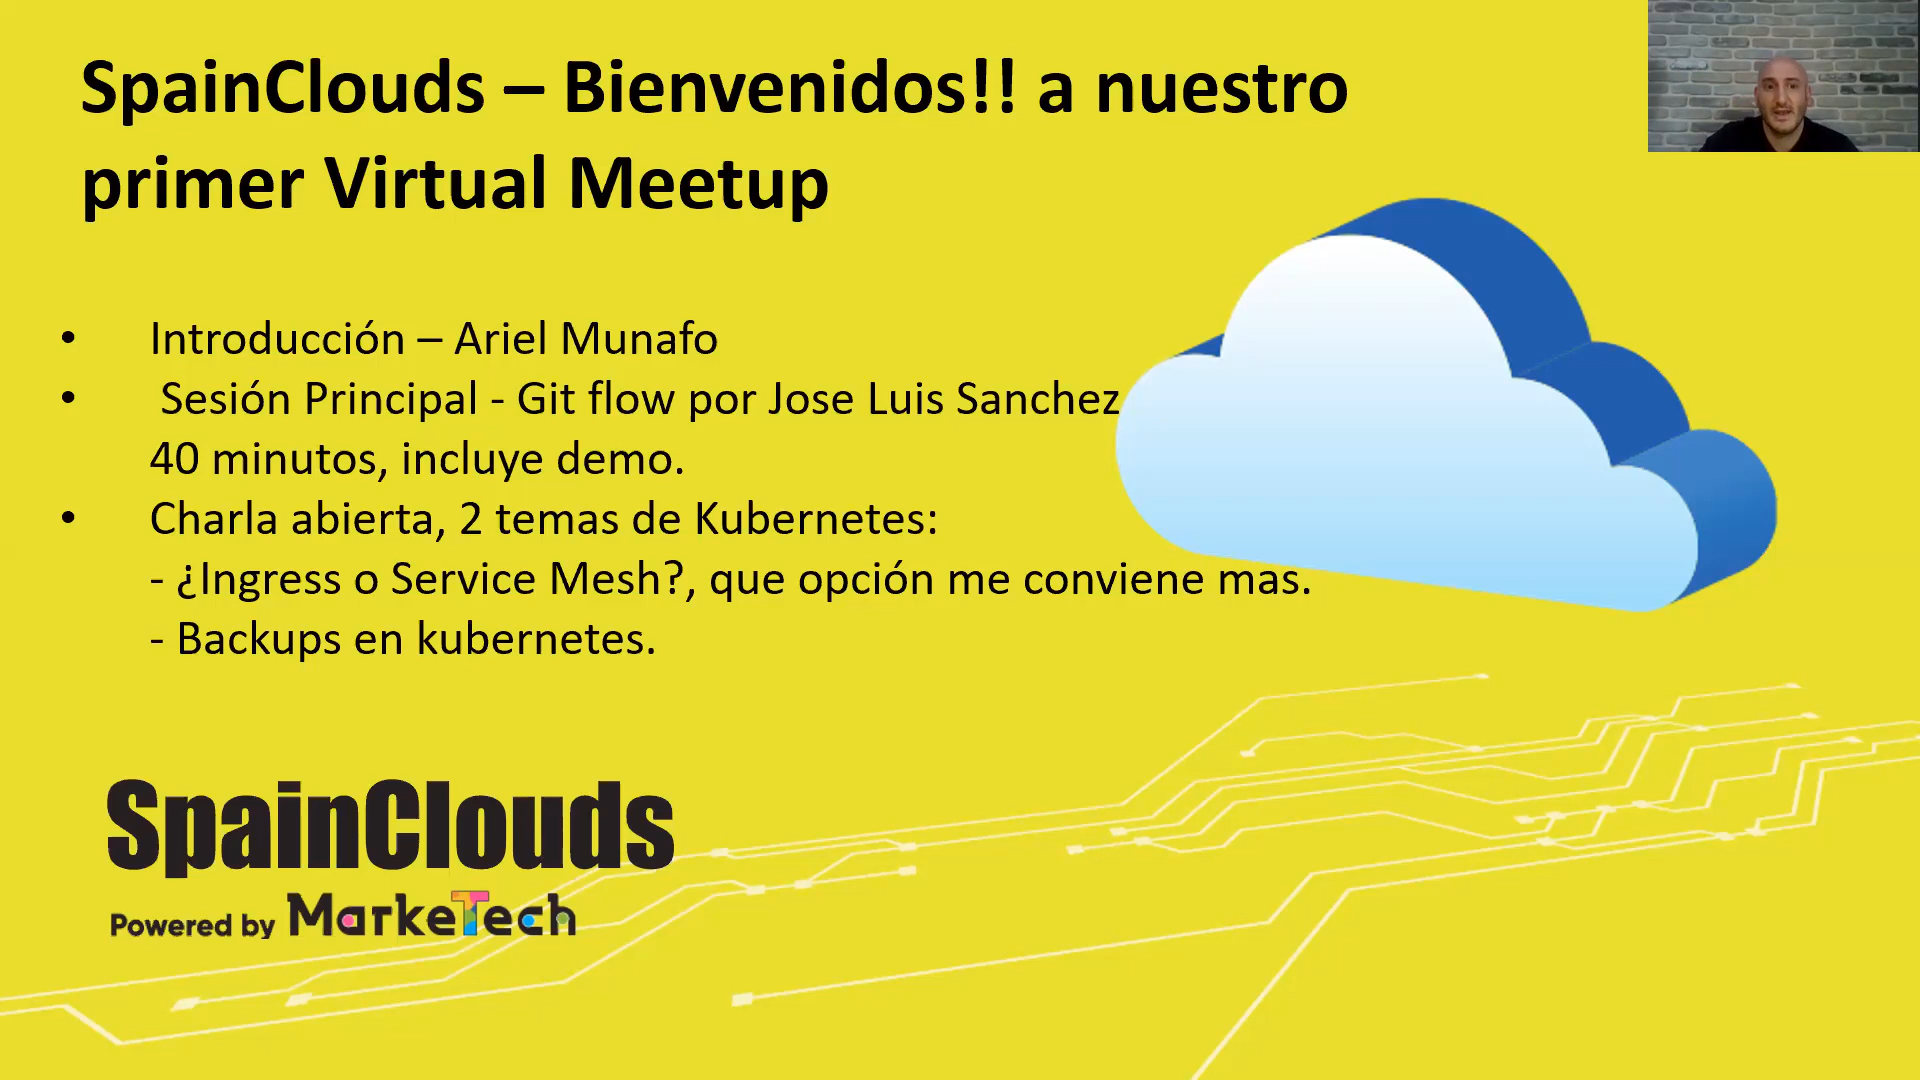 SpainClouds – Bienvenidos!! a nuestro
primer Virtual Meetup
• Introducción – Ariel Munafo
• Sesión Principal - Git flow por Jose Luis Sanchez
40 minutos, incluye demo.
• Charla abierta, 2 temas de Kubernetes:
- ¿Ingress o Service Mesh?, que opción me conviene mas.
- Backups en kubernetes.
SpainClouds
Powered by MarkeTech